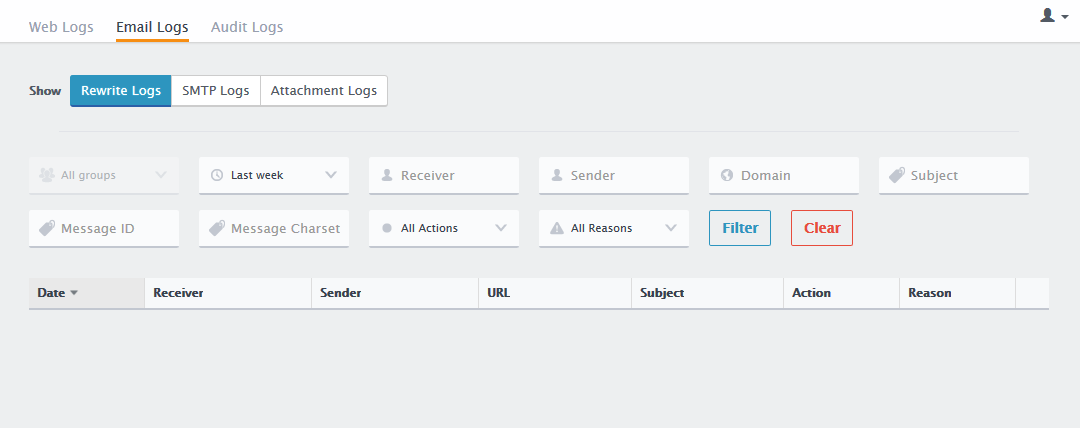 Web Logs Email Logs Audit Logs
Show Rewrite Logs SMTP Logs Attachment Logs
All groups Last week Receiver Sender Domain Subject
Message ID Message Charset All Actions All Reasons Filter Clear
Date Receiver Sender URL Subject Action Reason